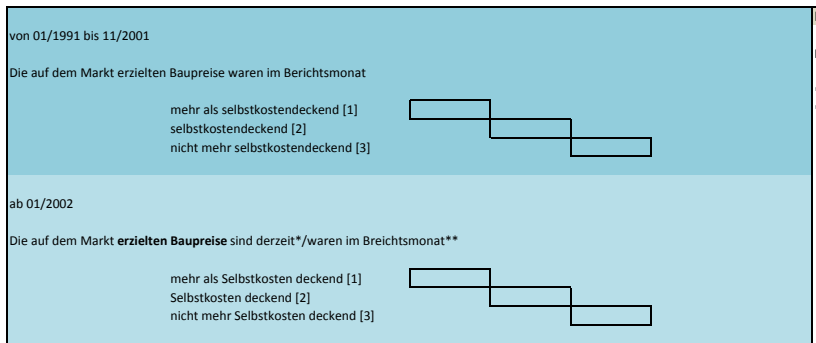 von 01/1991 bis 11/2001
Die auf dem Markt erzielten Baupreise waren im Berichtsmonat
mehr als selbstkostendeckend [1]
selbstkostendeckend [2]
nicht mehr selbstkostendeckend [3]
ab 01/2002
Die auf dem Markt erzielten Baupreise sind derzeit*/waren im Breichtsmonat**
mehr als Selbstkosten deckend [1]
Selbstkosten deckend [2]
nicht mehr Selbstkosten deckend [3]